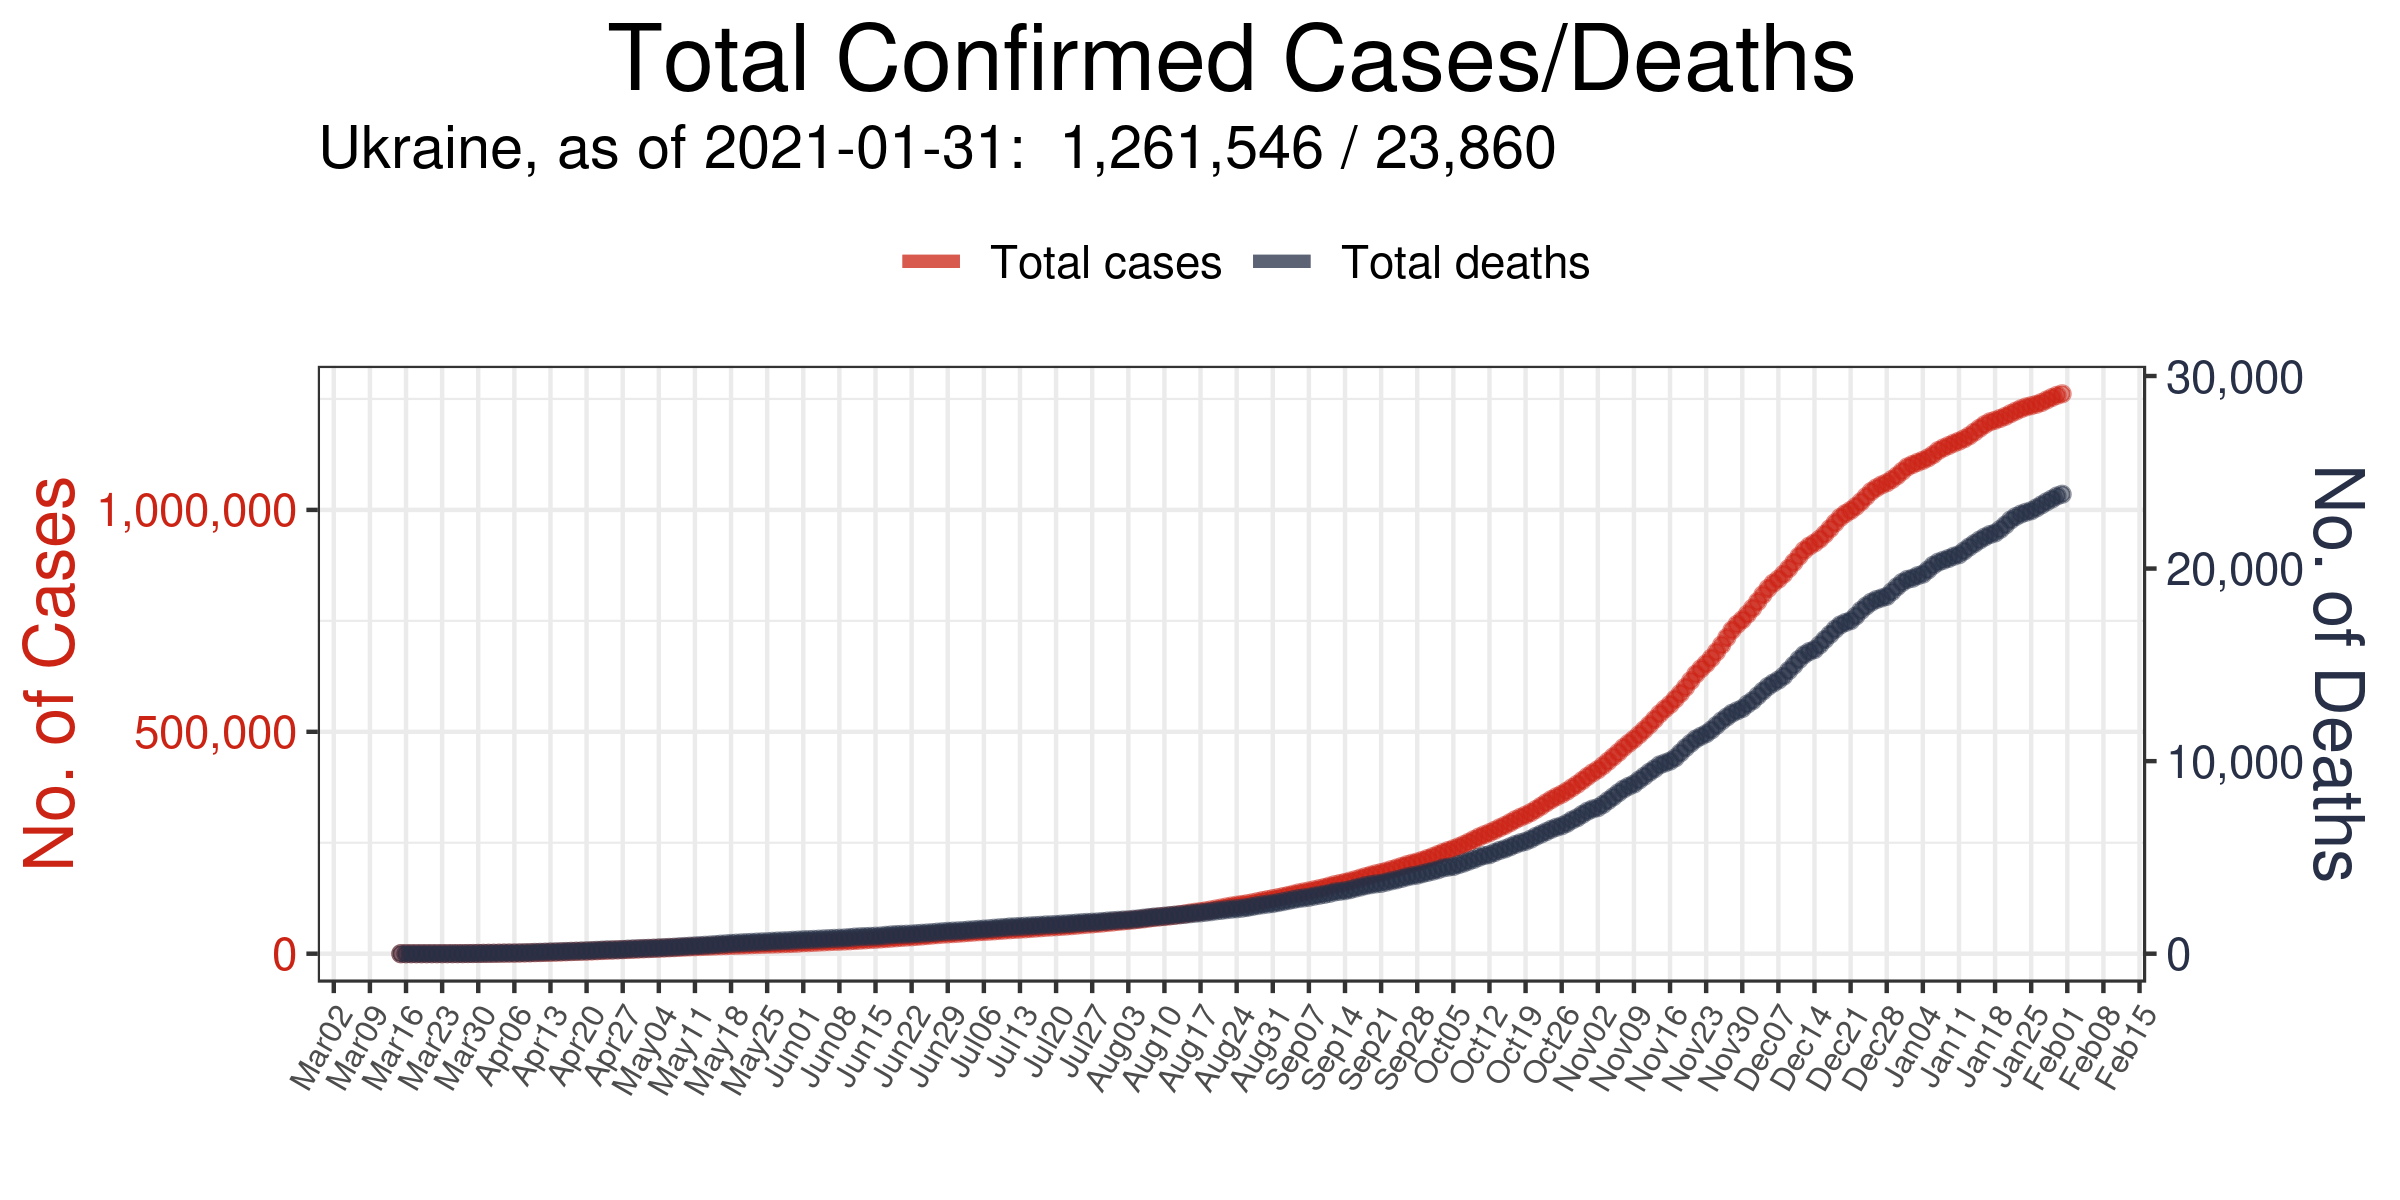 Total Confirmed Cases/Deaths
Ukraine, as of 2021-01-31:  1,261,546 / 23,860
Total cases
Total deaths
No. of Cases
1,000,000
500,000
0
30,000
20,000
10,000
0
No. of Deaths
Mar02
Mar09
Mar16
Mar23
Mar30
Apr06
Apr13
Apr20
Apr27
May04
May11
May18
May25
Jun01
Jun08
Jun15
Jun22
Jun29
Jul06
Jul13
Jul20
Jul27
Aug03
Aug10
Aug17
Aug24
Aug31
Sep07
Sep14
Sep21
Sep28
Oct05
Oct12
Oct19
Oct26
Nov02
Nov09
Nov16
Nov23
Nov30
Dec07
Dec14
Dec21
Dec28
Jan04
Jan11
Jan18
Jan25
Feb01
Feb08
Feb15